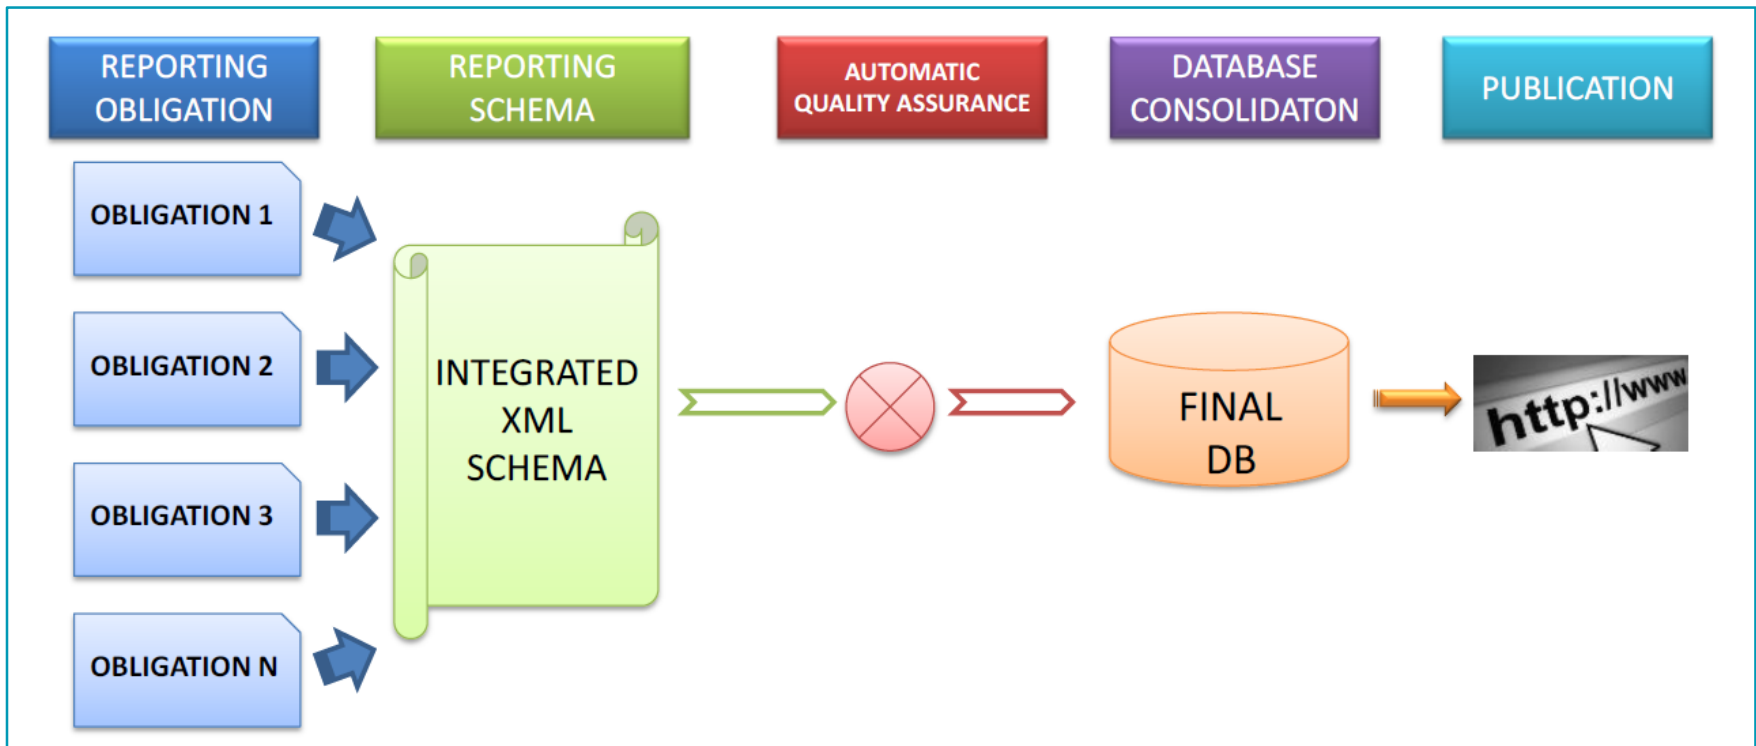 REPORTING
OBLIGATION
REPORTING
SCHEMA
AUTOMATIC
QUALITY ASSURANCE
DATABASE
CONSOLIDATON
PUBLICATION
OBLIGATION 1
OBLIGATION 2
OBLIGATION 3
OBLIGATION N
INTEGRATED
XML
SCHEMA
FINAL
DB
http://www